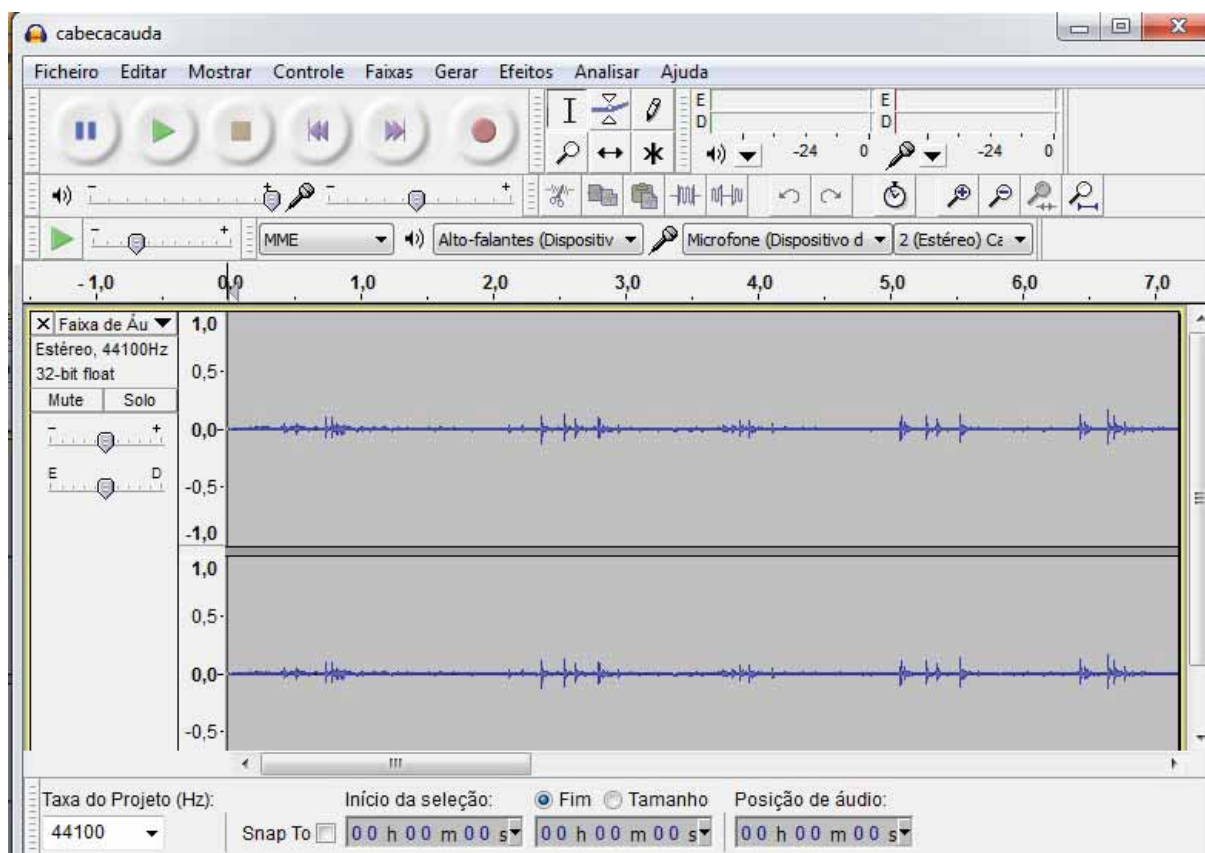 cabecacauda
Ficheiro Editar Mostrar Controle Faixas Gerar Efeitos Analisar Ajuda
E E
D D
-24 0 -24 0
- + - +
- + MME Alto-falantes (Dispositiv Microfone (Dispositivo d 2 (Estéreo) Ca
- 1,0 0,0 1,0 2,0 3,0 4,0 5,0 6,0 7,0
X Faixa de Áu 1,0
Estéreo, 44100Hz
32-bit float 0,5
Mute Solo
- + 0,0
E D -0,5
-1,0
1,0
0,5
0,0
-0,5
Taxa do Projeto (Hz): Início da seleção: Fim Tamanho Posição de áudio:
44100 Snap To 00 h 00 m 00 s 00 h 00 m 00 s 00 h 00 m 00 s